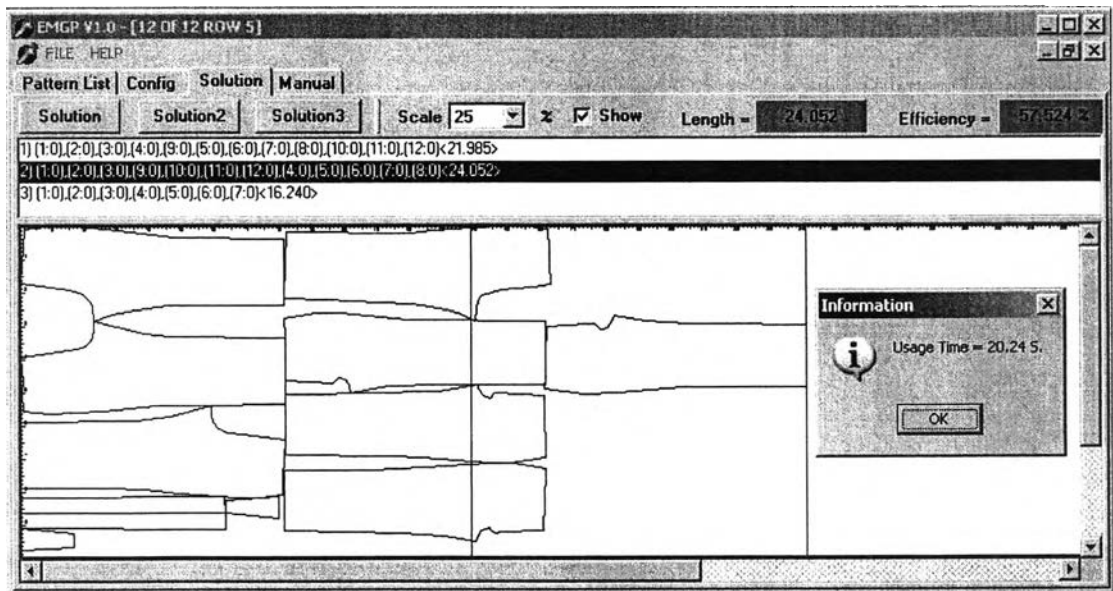 EMGP V1.0 - [12 OF 12 ROW 5]
FILE HELP
Pattern List Config Solution Manual
Solution Solution2 Solution3 Scale 25 % Show Length = 24.052 Efficiency = 57.524 %
1) (1:0),(2:0),(3:0),(4:0),(9:0),(5:0),(6:0),(7:0),(8:0),(10:0),(11:0),(12:0)<21.985>
2) (1:0),(2:0),(3:0),(9:0),(10:0),(11:0),(12:0),(4:0),(5:0),(6:0),(7:0),(8:0)<24.052>
3) (1:0),(2:0),(3:0),(4:0),(5:0),(6:0),(7:0)<16.240>
Information
Usage Time = 20.24 S.
OK